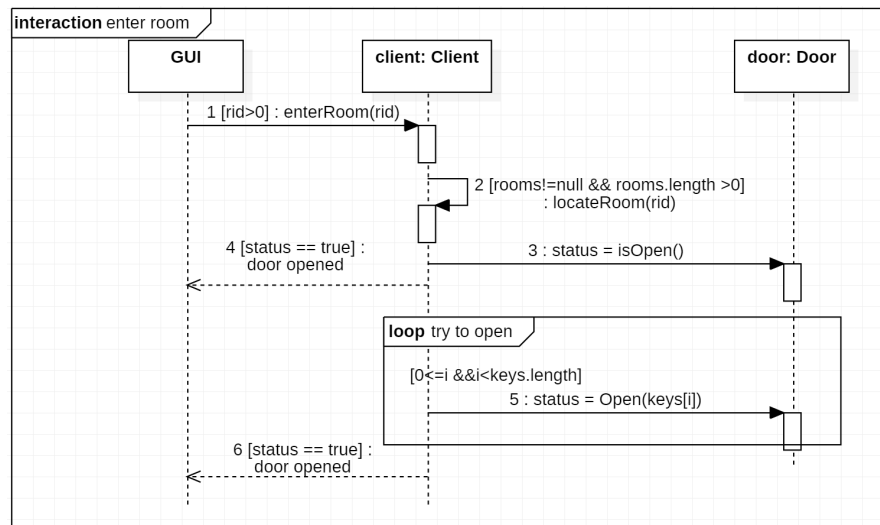 interaction enter room
GUI
client: Client
door: Door
1 [rid>0] : enterRoom(rid)
2 [rooms!=null && rooms.length >0]
: locateRoom(rid)
4 [status == true] :
door opened
3 : status = isOpen()
loop try to open
[0<=i &&i<keys.length]
5 : status = Open(keys[i])
6 [status == true] :
door opened